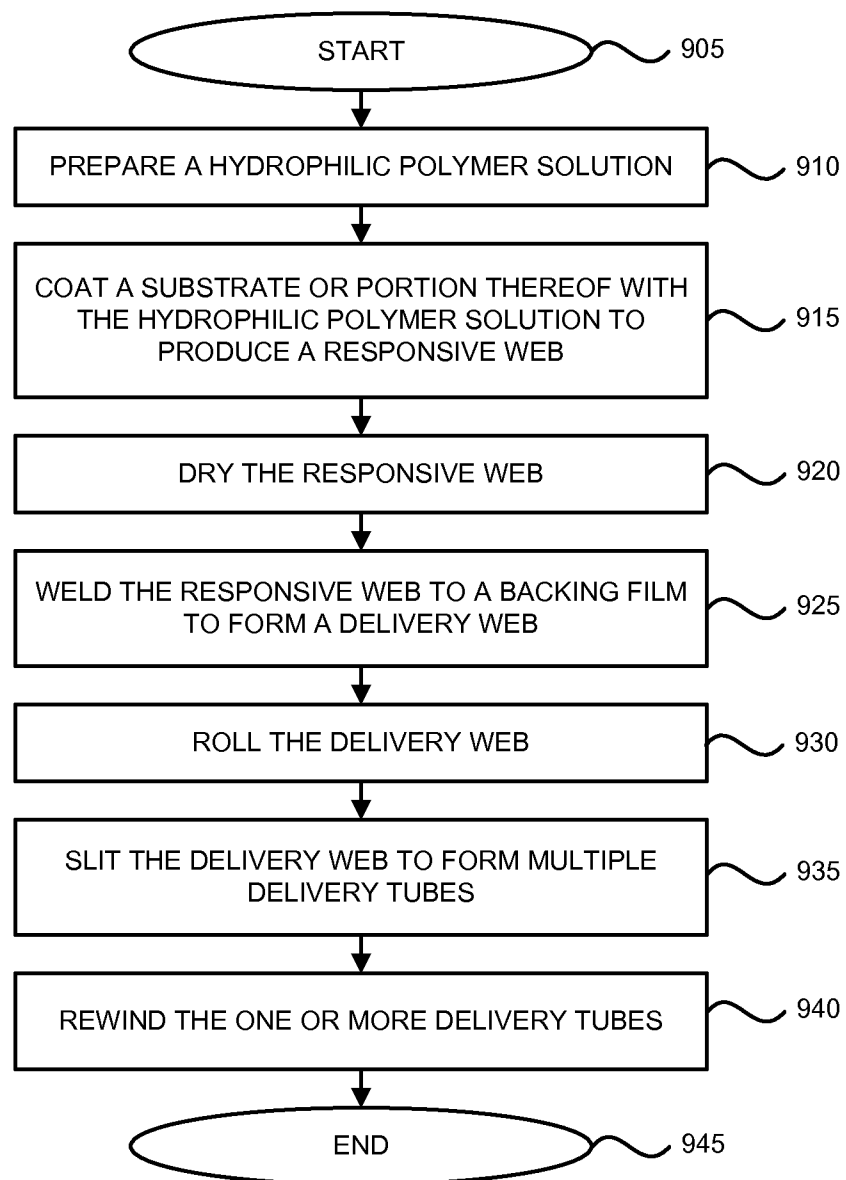 START
905
PREPARE A HYDROPHILIC POLYMER SOLUTION
910
COAT A SUBSTRATE OR PORTION THEREOF WITH
THE HYDROPHILIC POLYMER SOLUTION TO
PRODUCE A RESPONSIVE WEB
915
DRY THE RESPONSIVE WEB
920
WELD THE RESPONSIVE WEB TO A BACKING FILM
TO FORM A DELIVERY WEB
925
ROLL THE DELIVERY WEB
930
SLIT THE DELIVERY WEB TO FORM MULTIPLE
DELIVERY TUBES
935
REWIND THE ONE OR MORE DELIVERY TUBES
940
END
945